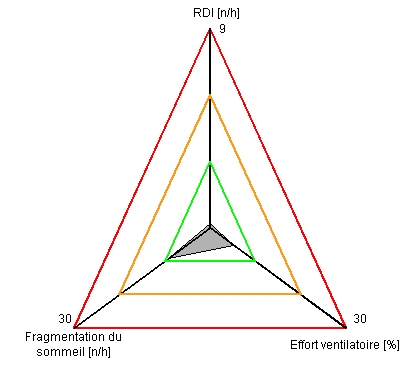 RDI [n/h]
9
30
30
Fragmentation du
sommeil [n/h]
Effort ventilatoire [%]